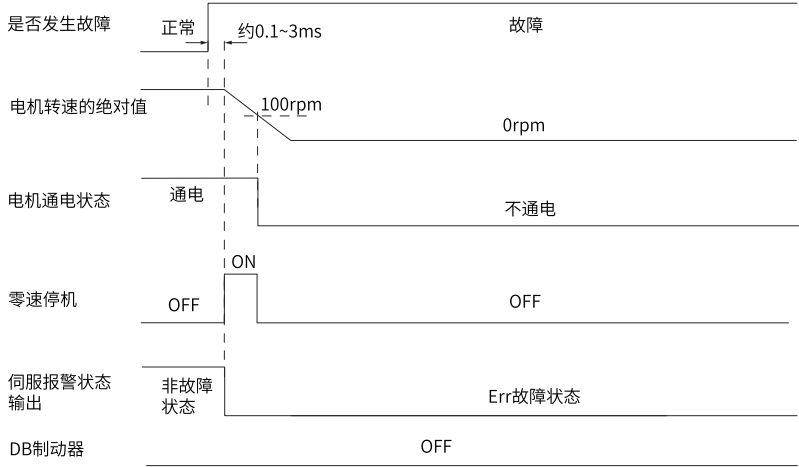 是否发生故障
正常
约0.1~3ms
故障
电机转速的绝对值
100rpm
0rpm
电机通电状态
通电
不通电
ON
零速停机
OFF
OFF
伺服报警状态
输出
非故障
状态
Err故障状态
DB制动器
OFF